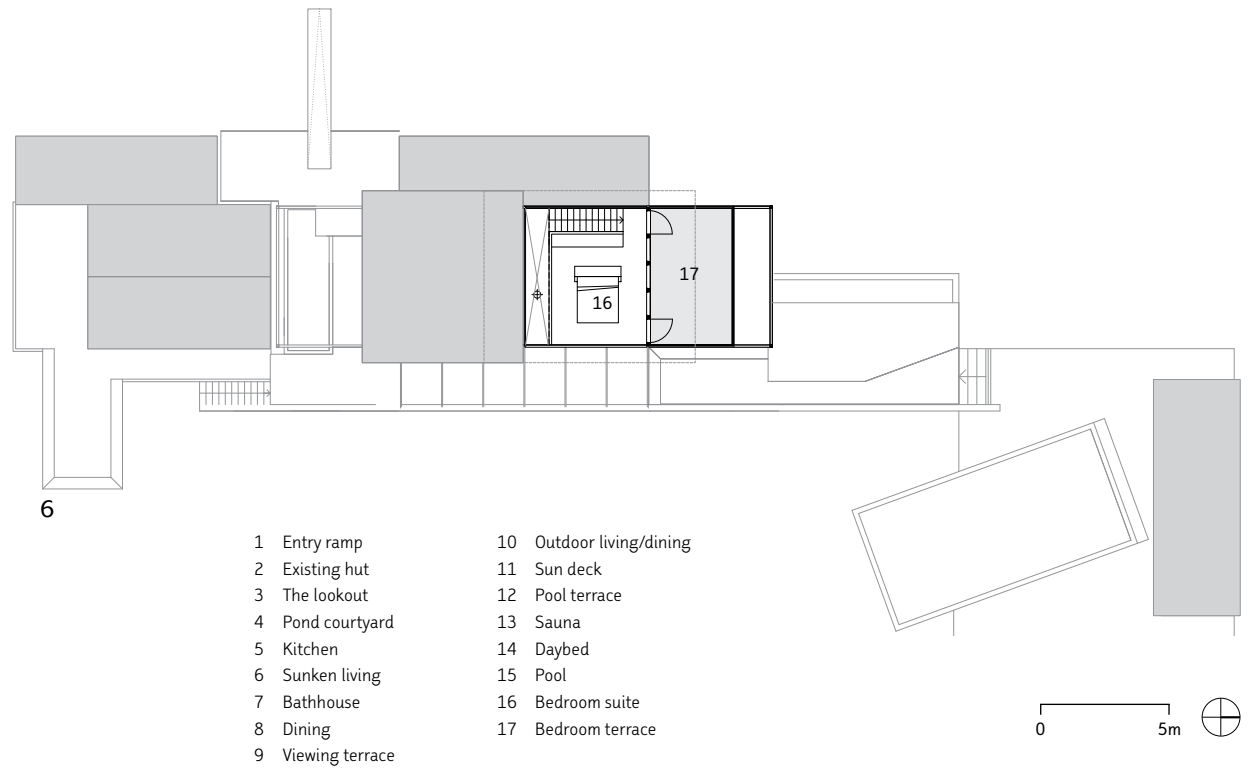 17
16
6
1 Entry ramp
2 Existing hut
3 The lookout
4 Pond courtyard
5 Kitchen
6 Sunken living
7 Bathhouse
8 Dining
9 Viewing terrace
10 Outdoor living/dining
11 Sun deck
12 Pool terrace
13 Sauna
14 Daybed
15 Pool
16 Bedroom suite
17 Bedroom terrace
0 5m